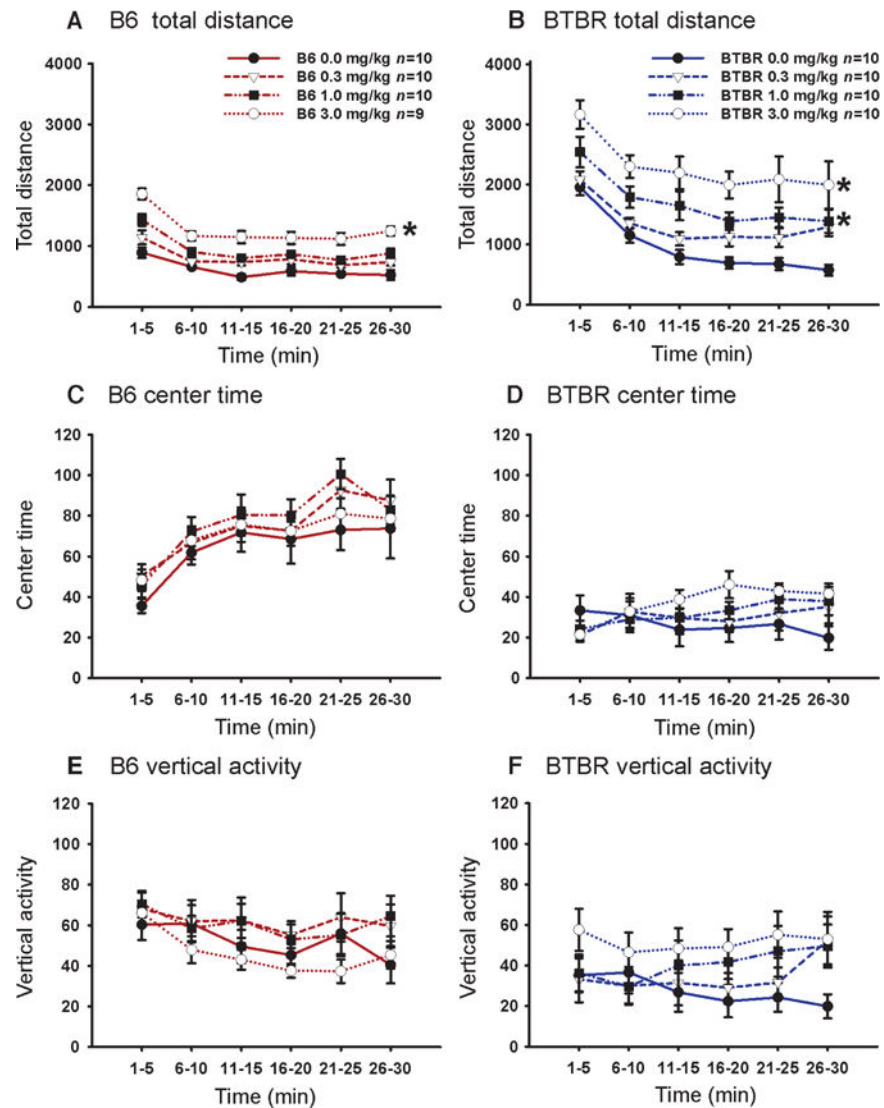 A B6 total distance
B6 0.0 mg/kg n=10
B6 0.3 mg/kg n=10
B6 1.0 mg/kg n=10
B6 3.0 mg/kg n=9
Total distance
4000
3000
2000
1000
0
*
1-5 6-10 11-15 16-20 21-25 26-30
Time (min)
B BTBR total distance
BTBR 0.0 mg/kg n=10
BTBR 0.3 mg/kg n=10
BTBR 1.0 mg/kg n=10
BTBR 3.0 mg/kg n=10
Total distance
4000
3000
2000
1000
0
*
*
1-5 6-10 11-15 16-20 21-25 26-30
Time (min)
C B6 center time
Center time
120
100
80
60
40
20
0
1-5 6-10 11-15 16-20 21-25 26-30
Time (min)
D BTBR center time
Center time
120
100
80
60
40
20
0
1-5 6-10 11-15 16-20 21-25 26-30
Time (min)
E B6 vertical activity
Vertical activity
120
100
80
60
40
20
0
1-5 6-10 11-15 16-20 21-25 26-30
Time (min)
F BTBR vertical activity
Vertical activity
120
100
80
60
40
20
0
1-5 6-10 11-15 16-20 21-25 26-30
Time (min)